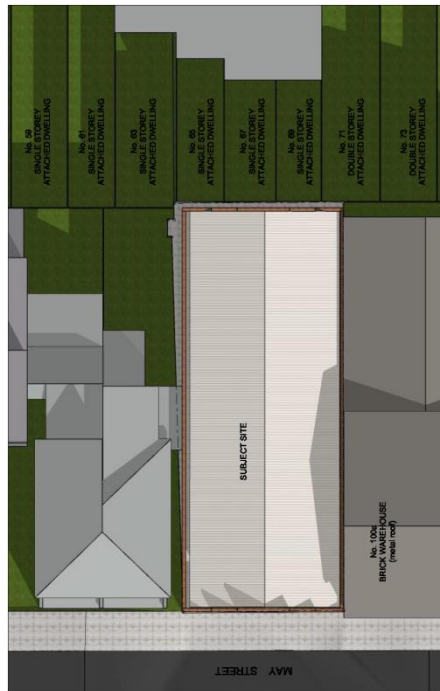 No. 59
SINGLE STOREY
ATTACHED DWELLING
No. 61
SINGLE STOREY
ATTACHED DWELLING
No. 63
SINGLE STOREY
ATTACHED DWELLING
No. 65
SINGLE STOREY
ATTACHED DWELLING
No. 67
SINGLE STOREY
ATTACHED DWELLING
No. 69
SINGLE STOREY
ATTACHED DWELLING
No. 71
DOUBLE STOREY
ATTACHED DWELLING
No. 73
DOUBLE STOREY
ATTACHED DWELLING
SUBJECT SITE
No. 100a
BRICK WAREHOUSE
(metal roof)
MAY STREET